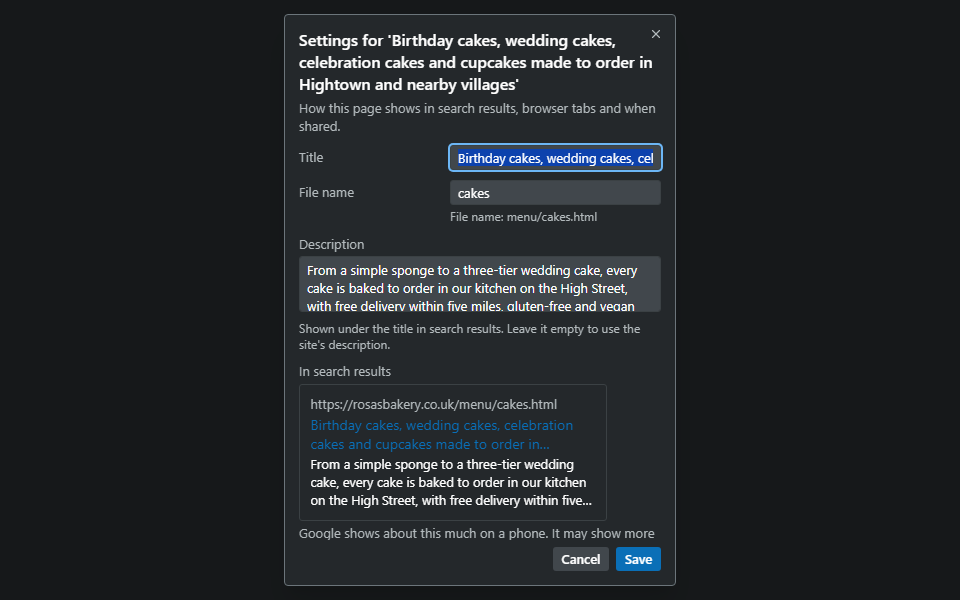 Settings for 'Birthday cakes, wedding cakes,
celebration cakes and cupcakes made to order in
Hightown and nearby villages'
How this page shows in search results, browser tabs and when
shared.
Title
Birthday cakes, wedding cakes, cel
File name
cakes
File name: menu/cakes.html
Description
From a simple sponge to a three-tier wedding cake, every
cake is baked to order in our kitchen on the High Street,
with free delivery within five miles, gluten-free and vegan
Shown under the title in search results. Leave it empty to use the
site's description.
In search results
https://rosasbakery.co.uk/menu/cakes.html
Birthday cakes, wedding cakes, celebration
cakes and cupcakes made to order in...
From a simple sponge to a three-tier wedding
cake, every cake is baked to order in our kitchen
on the High Street, with free delivery within five...
Google shows about this much on a phone. It may show more
Cancel
Save